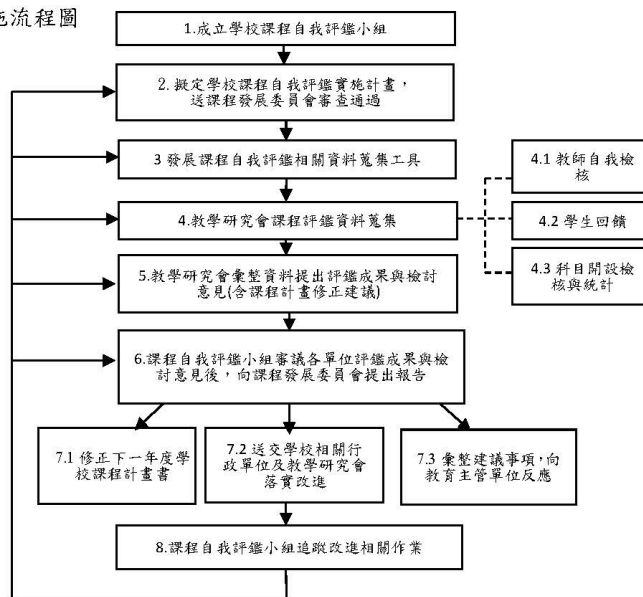 施流程圖
1.成立學校課程自我評鑑小組
2. 擬定學校課程自我評鑑實施計畫，
送課程發展委員會審查通過
3 發展課程自我評鑑相關資料蒐集工具
4.1 教師自我檢
核
4.教學研究會課程評鑑資料蒐集
4.2 學生回饋
5.教學研究會彙整資料提出評鑑成果與檢討
意見(含課程計畫修正建議)
4.3 科目開設檢
核與統計
6.課程自我評鑑小組審議各單位評鑑成果與檢
討意見後，向課程發展委員會提出報告
7.1 修正下一年度學
校課程計畫書
7.2 送交學校相關行
政單位及教學研究會
落實改進
7.3 彙整建議事項,向
教育主管單位反應
8.課程自我評鑑小組追蹤改進相關作業